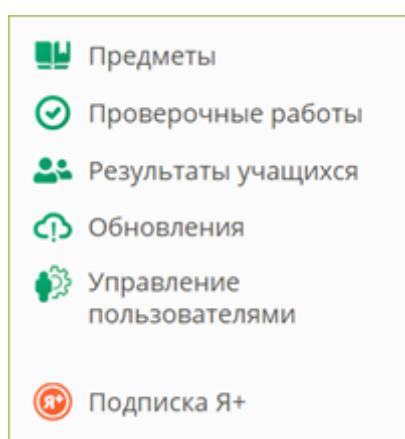 Предметы
Проверочные работы
Результаты учащихся
Обновления
Управление
пользователями
Я+ Подписка Я+